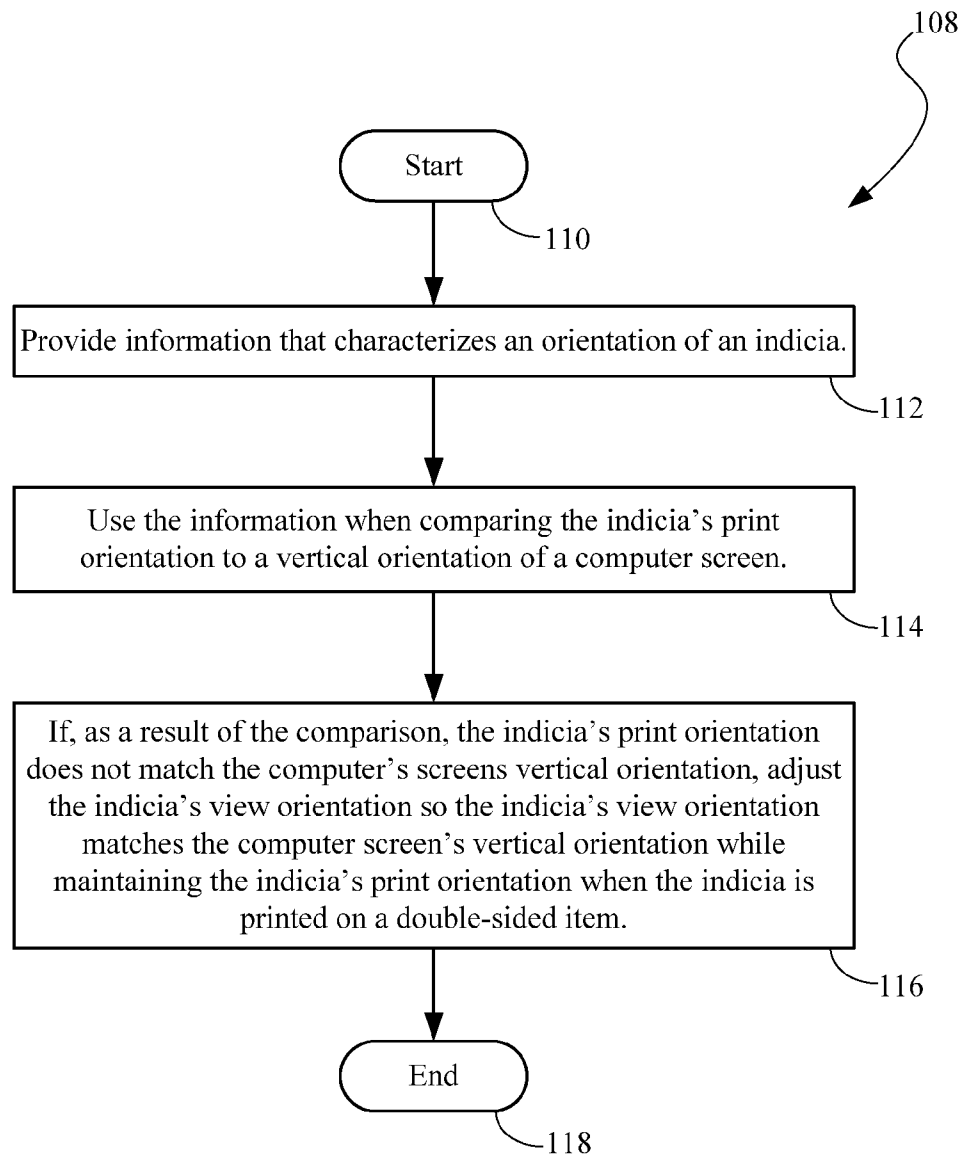 108
Start
110
Provide information that characterizes an orientation of an indicia.
112
Use the information when comparing the indicia's print
orientation to a vertical orientation of a computer screen.
114
If, as a result of the comparison, the indicia's print orientation
does not match the computer's screens vertical orientation, adjust
the indicia's view orientation so the indicia's view orientation
matches the computer screen's vertical orientation while
maintaining the indicia's print orientation when the indicia is
printed on a double-sided item.
116
End
118